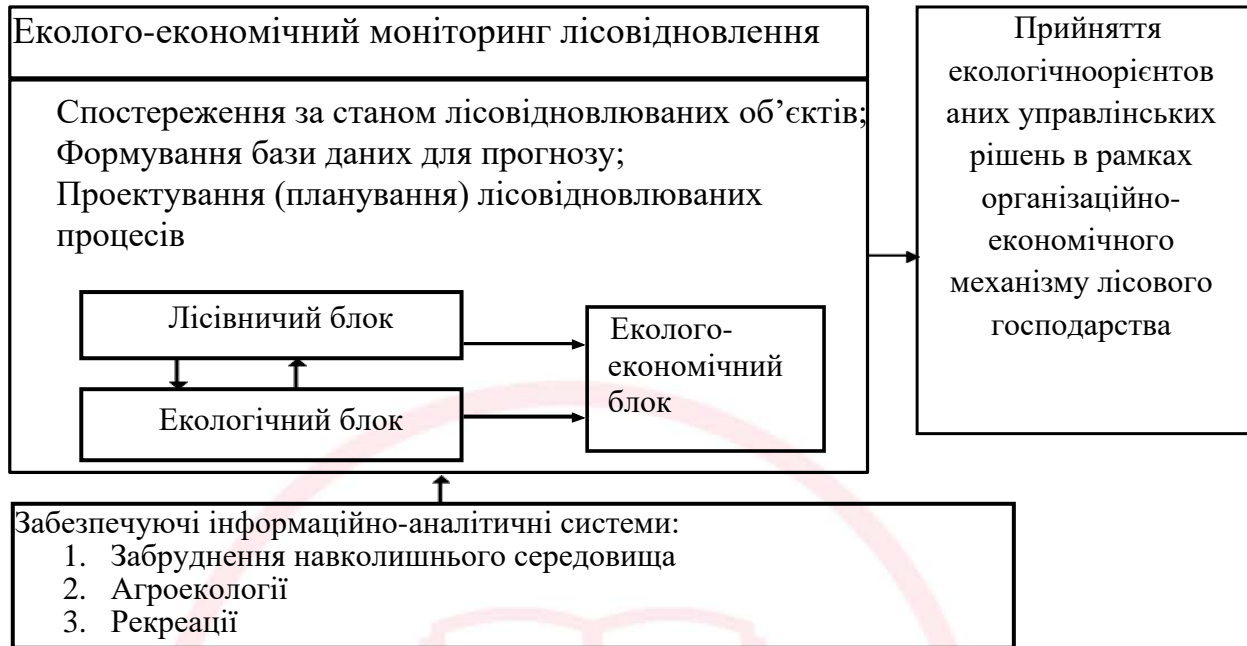 Еколого-економічний моніторинг лісовідновлення
Спостереження за станом лісовідновлюваних об’єктів;
Формування бази даних для прогнозу;
Проектування (планування) лісовідновлюваних
процесів
Лісівничий блок
Екологічний блок
Еколого-
економічний
блок
Прийняття
екологічноорієнтов
аних управлінських
рішень в рамках
організаційно-
економічного
механізму лісового
господарства
Забезпечуючі інформаційно-аналітичні системи:
1. Забруднення навколишнього середовища
2. Агроекології
3. Рекреації